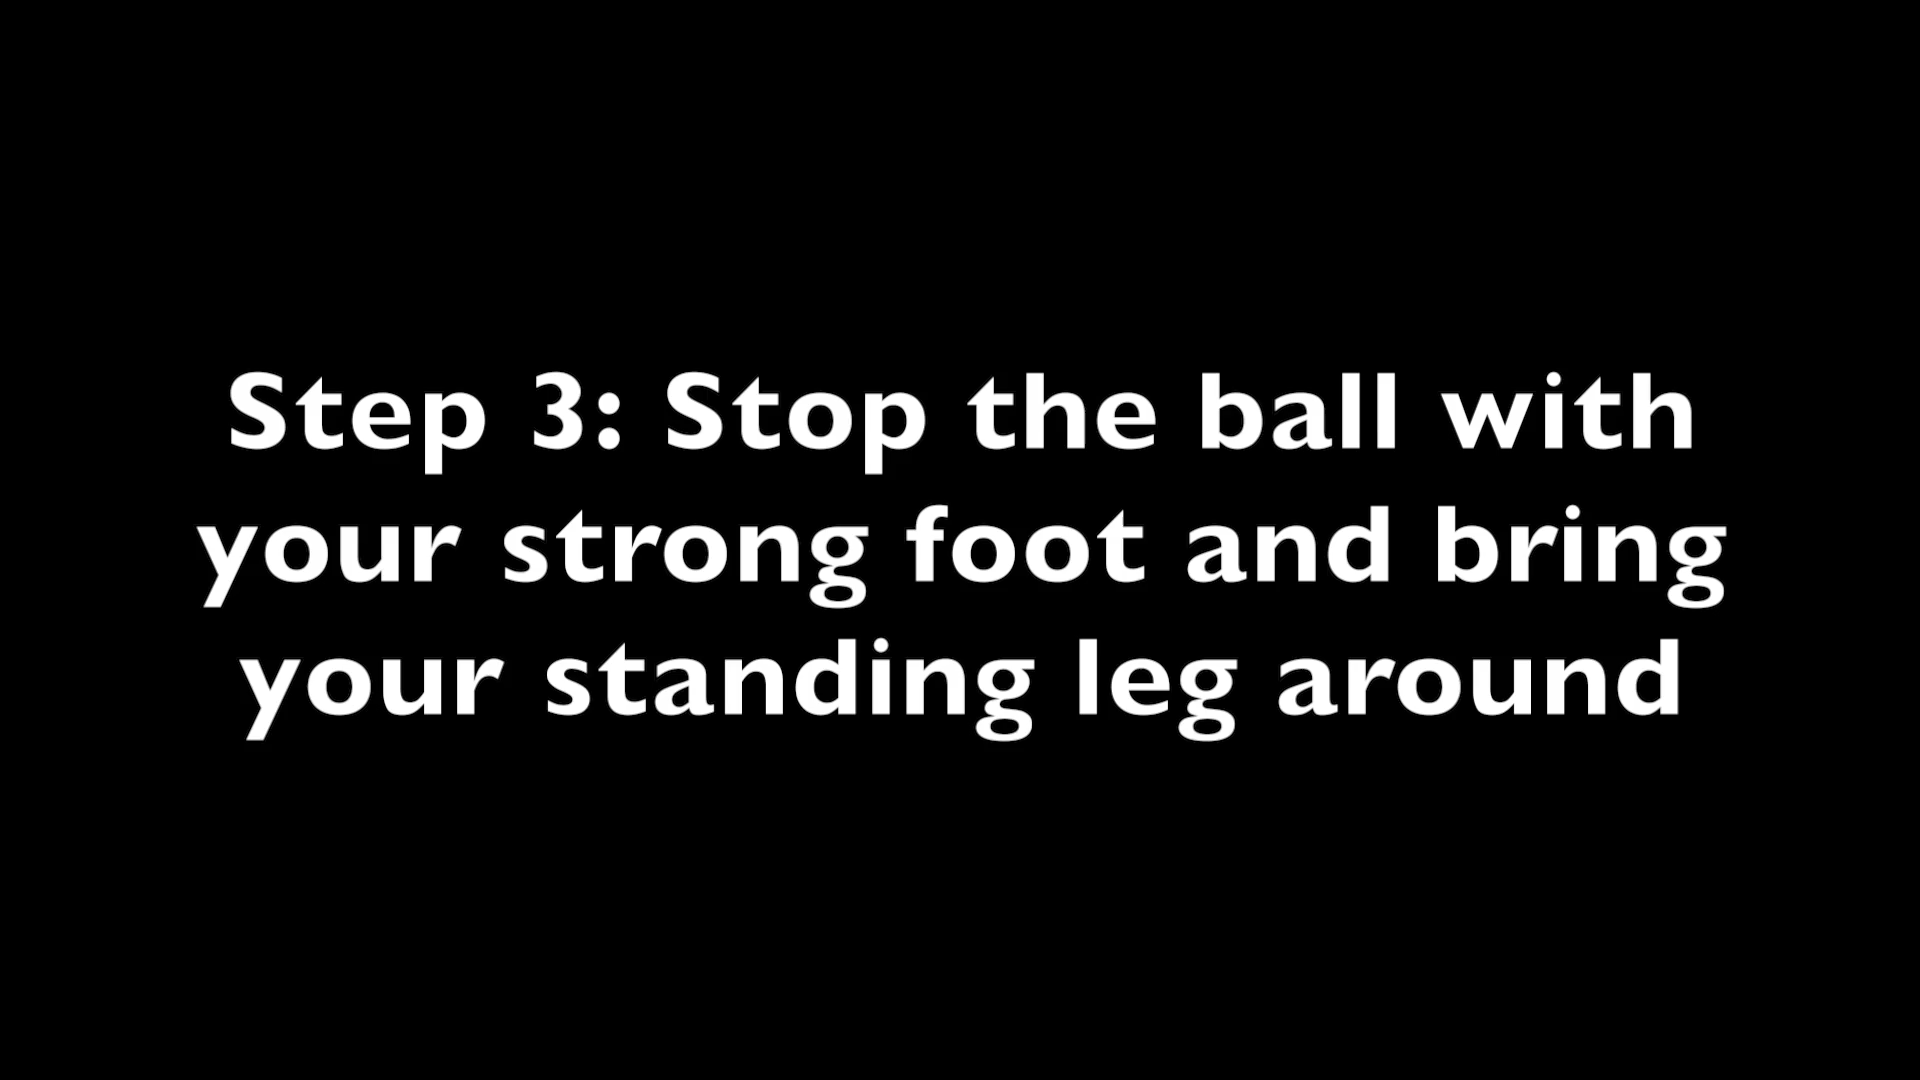 Step 3: Stop the ball with
your strong foot and bring
your standing leg around